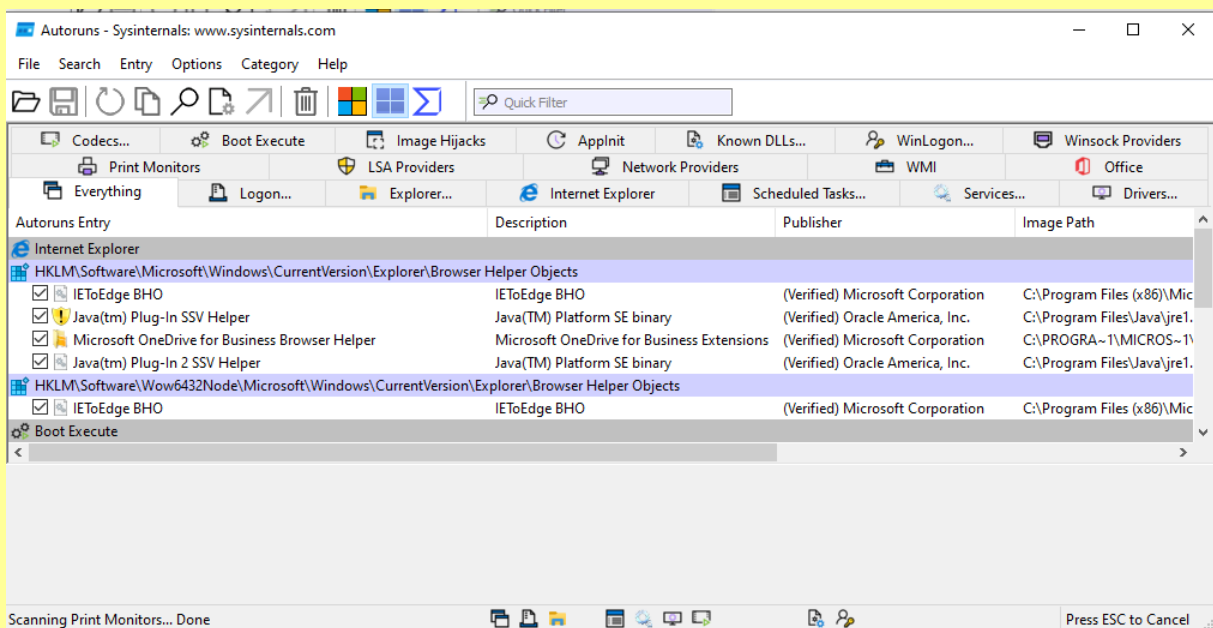 Autoruns - Sysinternals: www.sysinternals.com
File Search Entry Options Category Help
Quick Filter
Codecs... Boot Execute Image Hijacks AppInit Known DLLs... WinLogon... Winsock Providers
Print Monitors LSA Providers Network Providers WMI Office
Everything Logon... Explorer... Internet Explorer Scheduled Tasks... Services... Drivers...
Autoruns Entry Description Publisher Image Path
Internet Explorer
HKLM\Software\Microsoft\Windows\CurrentVersion\Explorer\Browser Helper Objects
IEToEdge BHO IEToEdge BHO (Verified) Microsoft Corporation C:\Program Files (x86)\Mic
Java(tm) Plug-In SSV Helper Java(TM) Platform SE binary (Verified) Oracle America, Inc. C:\Program Files\Java\jre1.
Microsoft OneDrive for Business Browser Helper Microsoft OneDrive for Business Extensions (Verified) Microsoft Corporation C:\PROGRA~1\MICROS~1\
Java(tm) Plug-In 2 SSV Helper Java(TM) Platform SE binary (Verified) Oracle America, Inc. C:\Program Files\Java\jre1.
HKLM\Software\Wow6432Node\Microsoft\Windows\CurrentVersion\Explorer\Browser Helper Objects
IEToEdge BHO IEToEdge BHO (Verified) Microsoft Corporation C:\Program Files (x86)\Mic
Boot Execute
Scanning Print Monitors... Done Press ESC to Cancel